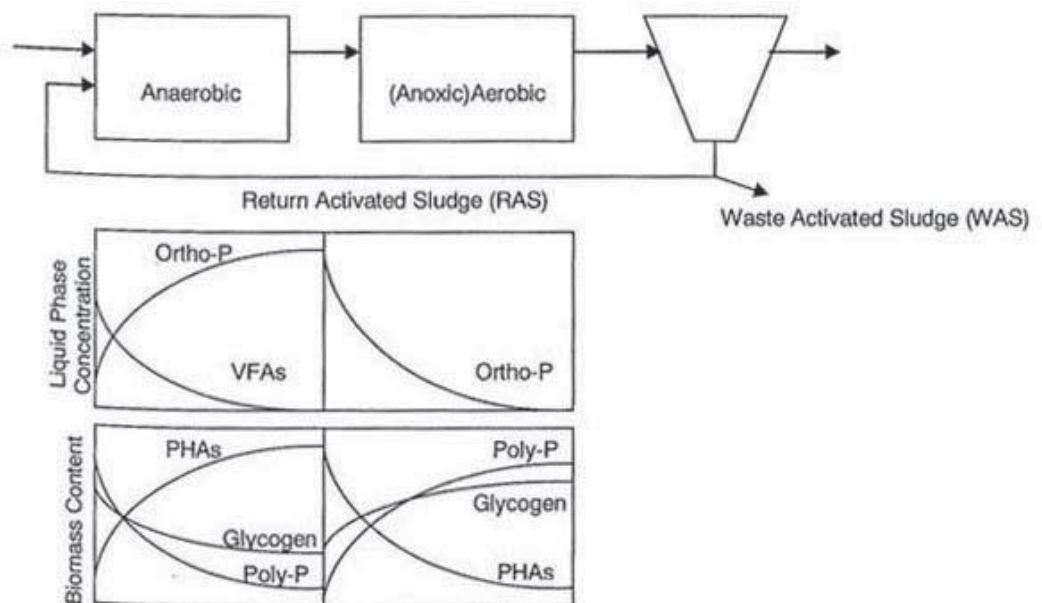 Anaerobic
(Anoxic)Aerobic
Return Activated Sludge (RAS)
Waste Activated Sludge (WAS)
Liquid Phase
Concentration
Ortho-P
VFAs
Ortho-P
Biomass Content
PHAs
Glycogen
Poly-P
Poly-P
Glycogen
PHAs